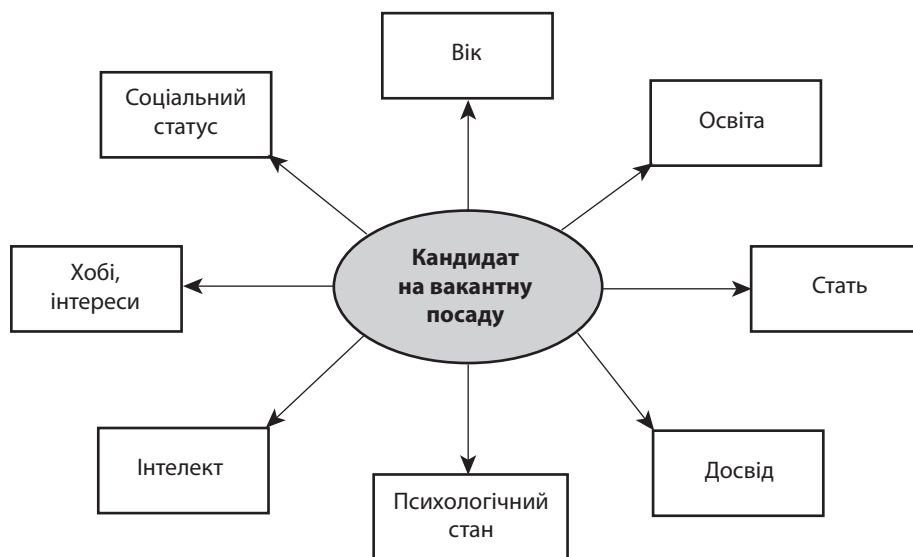 Вік
Соціальний
статус
Освіта
Кандидат
на вакантну
посаду
Хобі,
інтереси
Стать
Інтелект
Психологічний
стан
Досвід